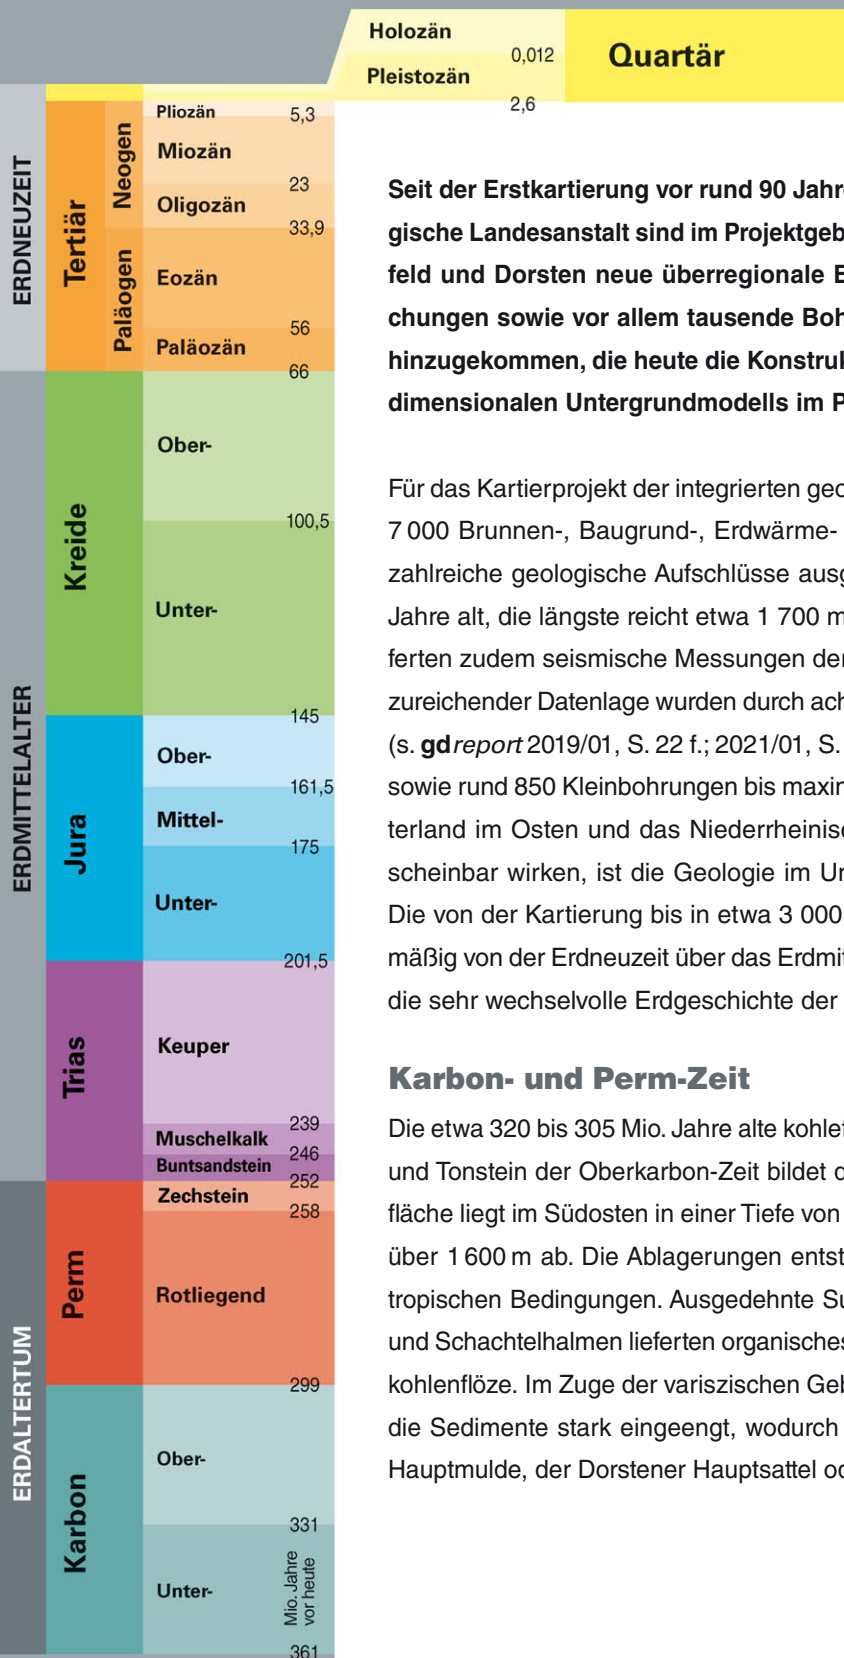 Holozän
0,012
Pleistozän
2,6
Quartär
ERDNEUZEIT
Tertiär
Neogen
Paläogen
Pliozän
5,3
Miozän
23
Oligozän
33,9
Eozän
56
Paläozän
66
ERDMITTELALTER
Kreide
Ober-
100,5
Unter-
145
Jura
Ober-
161,5
Mittel-
175
Unter-
201,5
Trias
Keuper
239
Muschelkalk
246
Buntsandstein
252
ERDALTERTUM
Perm
Zechstein
258
Rotliegend
299
Karbon
Ober-
331
Unter-
Mio. Jahre
vor heute
361
Seit der Erstkartierung vor rund 90 Jahre
gische Landesanstalt sind im Projektgeb
feld und Dorsten neue überregionale E
chungen sowie vor allem tausende Boh
hinzugekommen, die heute die Konstruk
dimensionalen Untergrundmodells im P
Für das Kartierprojekt der integrierten geo
7 000 Brunnen-, Baugrund-, Erdwärme-
zahlreiche geologische Aufschlüsse ausg
Jahre alt, die längste reicht etwa 1 700 m
ferten zudem seismische Messungen der
zureichender Datenlage wurden durch ach
(s. gdreport 2019/01, S. 22 f.; 2021/01, S.
sowie rund 850 Kleinbohrungen bis maxim
terland im Osten und das Niederrheinisc
scheinbar wirken, ist die Geologie im Un
Die von der Kartierung bis in etwa 3 000
mäßig von der Erdneuzeit über das Erdmit
die sehr wechselvolle Erdgeschichte der
Karbon- und Perm-Zeit
Die etwa 320 bis 305 Mio. Jahre alte kohlef
und Tonstein der Oberkarbon-Zeit bildet d
fläche liegt im Südosten in einer Tiefe von
über 1 600 m ab. Die Ablagerungen entst
tropischen Bedingungen. Ausgedehnte Su
und Schachtelhalmen lieferten organisches
kohlenflöze. Im Zuge der variszischen Geb
die Sedimente stark eingeengt, wodurch
Hauptmulde, der Dorstener Hauptsattel od